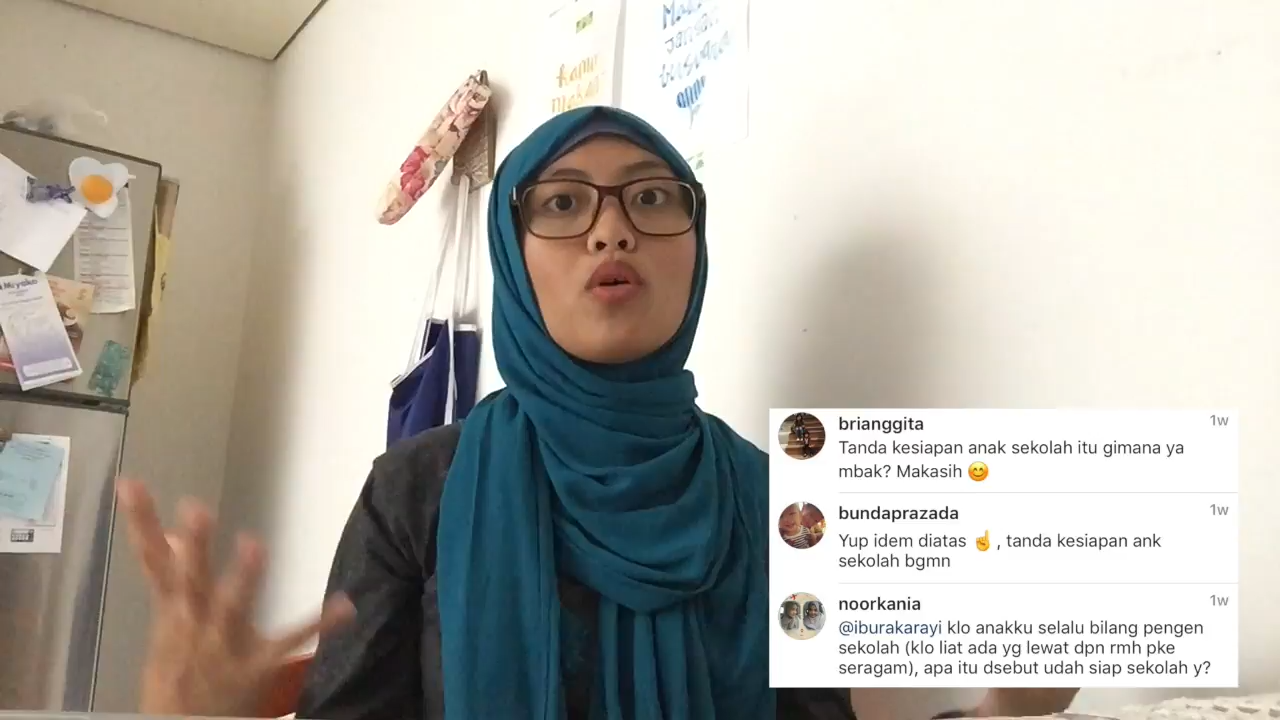 brianggita
1w
Tanda kesiapan anak sekolah itu gimana ya
mbak? Makasih 😊
bundaprazada
1w
Yup idem diatas ☝, tanda kesiapan ank
sekolah bgmn
noorkania
1w
@iburakarayi klo anakku selalu bilang pengen
sekolah (klo liat ada yg lewat dpn rmh pke
seragam), apa itu dsebut udah siap sekolah y?